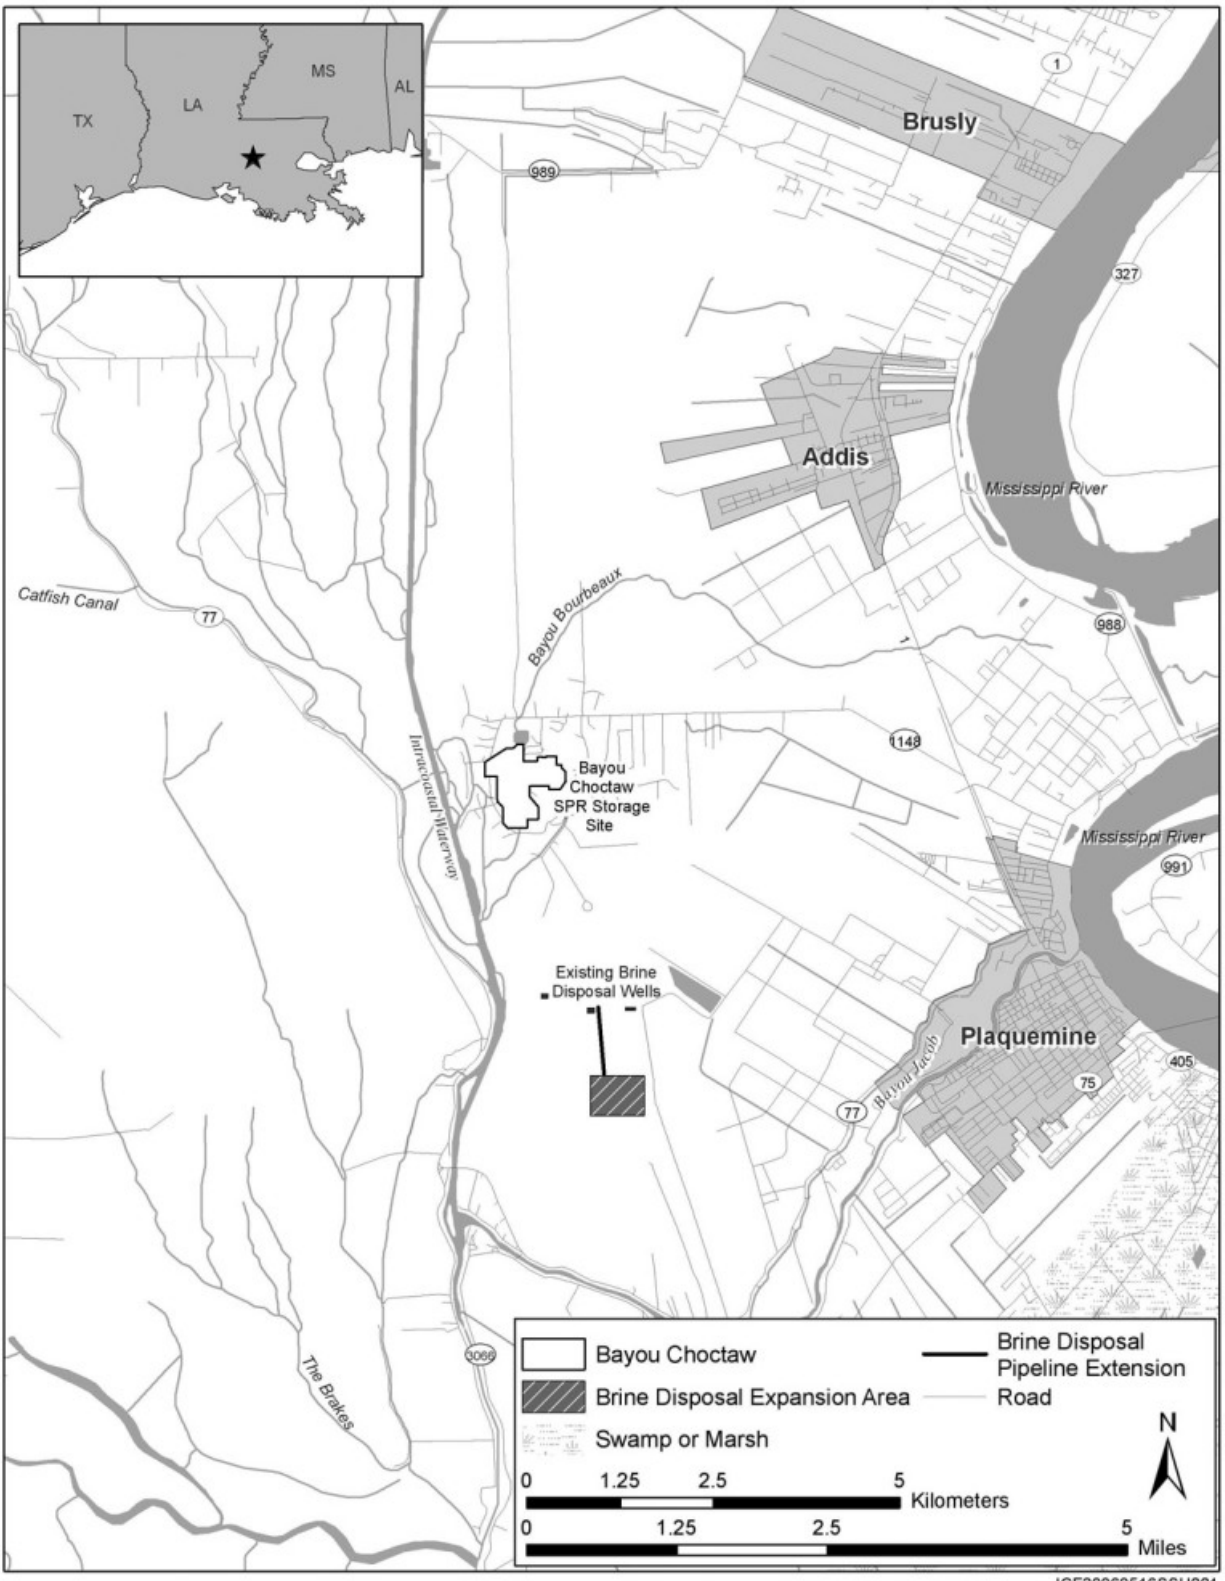 TX
LA
MS
AL
1
Brusly
989
327
Addis
Mississippi River
Catfish Canal
77
Bayou Bourbeaux
988
1
1148
Intracoastal Waterway
Bayou
Choctaw
SPR Storage
Site
Mississippi River
991
Existing Brine
Disposal Wells
Plaquemine
405
75
Bayou Jacob
77
3066
The Brakes
Bayou Choctaw
Brine Disposal
Pipeline Extension
Brine Disposal Expansion Area
Road
Swamp or Marsh
N
0 1.25 2.5 5
Kilometers
0 1.25 2.5 5
Miles